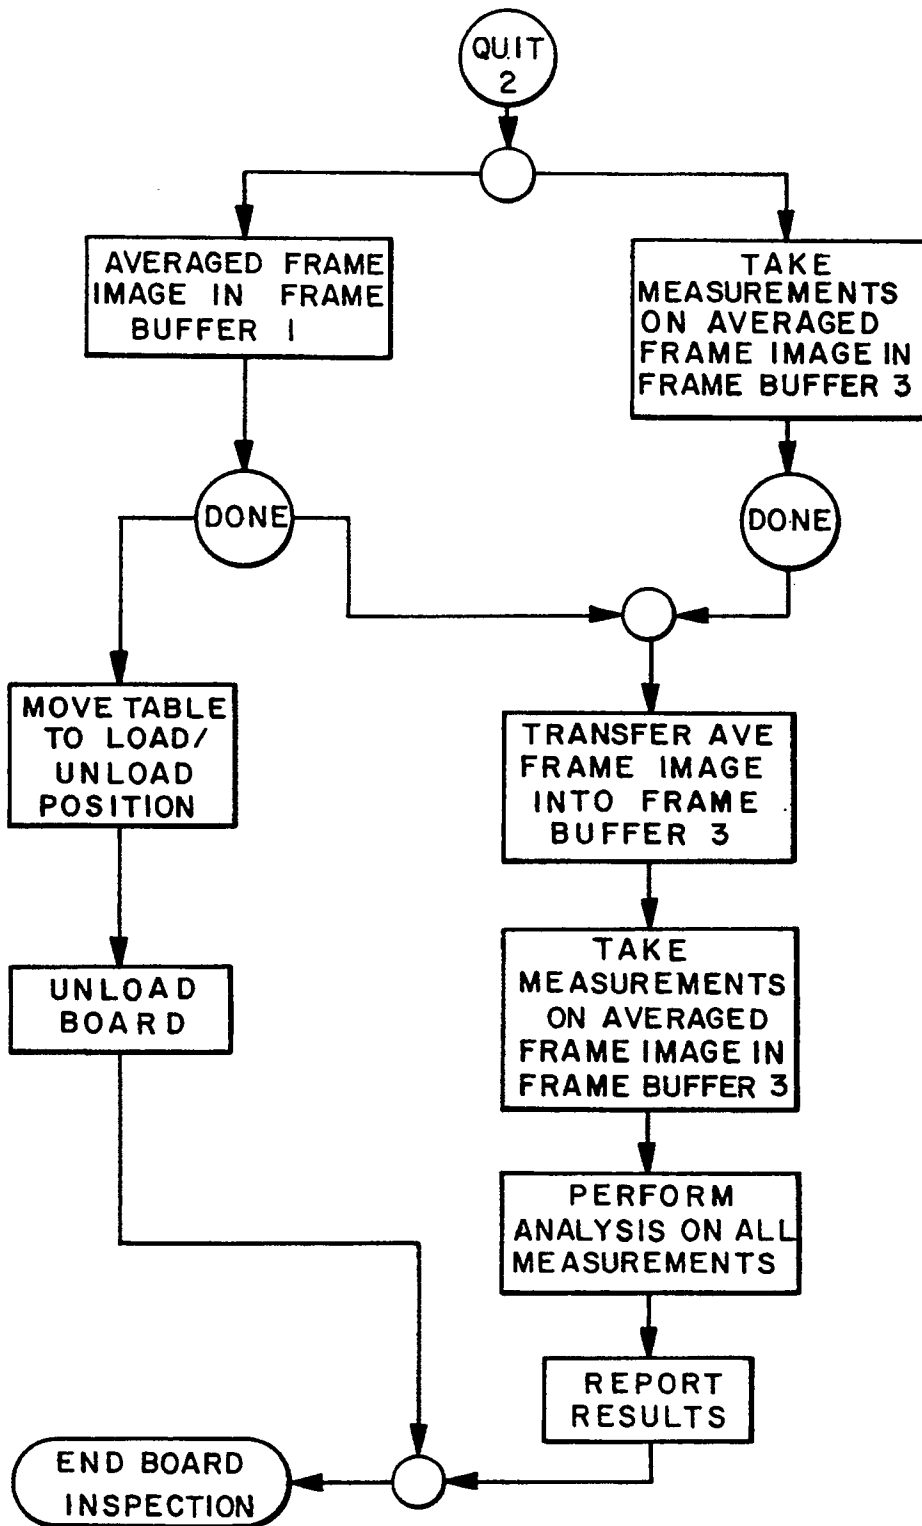 QUIT
2
AVERAGED FRAME
IMAGE IN FRAME
BUFFER 1
TAKE
MEASUREMENTS
ON AVERAGED
FRAME IMAGE IN
FRAME BUFFER 3
DONE
DONE
MOVE TABLE
TO LOAD/
UNLOAD
POSITION
TRANSFER AVE
FRAME IMAGE
INTO FRAME
BUFFER 3
UNLOAD
BOARD
TAKE
MEASUREMENTS
ON AVERAGED
FRAME IMAGE IN
FRAME BUFFER 3
PERFORM
ANALYSIS ON ALL
MEASUREMENTS
REPORT
RESULTS
END BOARD
INSPECTION